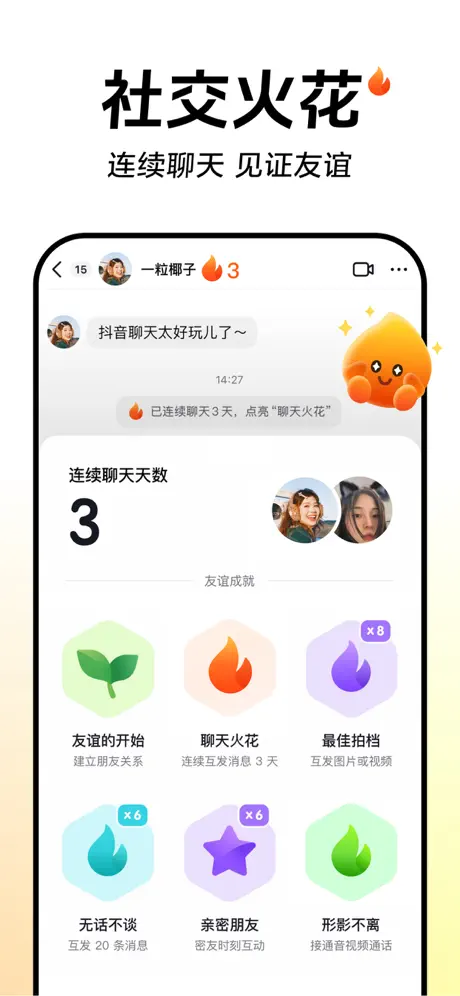 社交火花
连续聊天 见证友谊
15 一粒椰子 3
抖音聊天太好玩儿了～
14:27
已连续聊天 3 天，点亮“聊天火花”
连续聊天天数
3
友谊成就
x 8
友谊的开始 聊天火花 最佳拍档
建立朋友关系 连续互发消息 3 天 互发图片或视频
x 6 x 6
无话不谈 亲密朋友 形影不离
互发 20 条消息 密友时刻互动 接通音视频通话